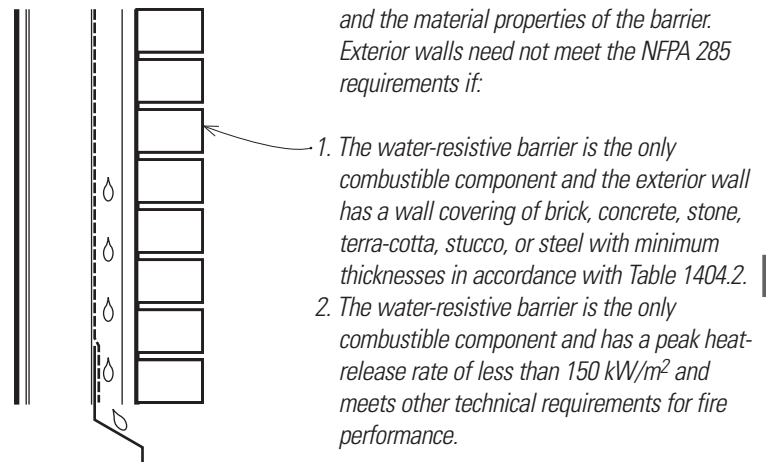 and the material properties of the barrier.
Exterior walls need not meet the NFPA 285
requirements if:
1. The water-resistive barrier is the only
combustible component and the exterior wall
has a wall covering of brick, concrete, stone,
terra-cotta, stucco, or steel with minimum
thicknesses in accordance with Table 1404.2.
2. The water-resistive barrier is the only
combustible component and has a peak heat-
release rate of less than 150 kW/m² and
meets other technical requirements for fire
performance.